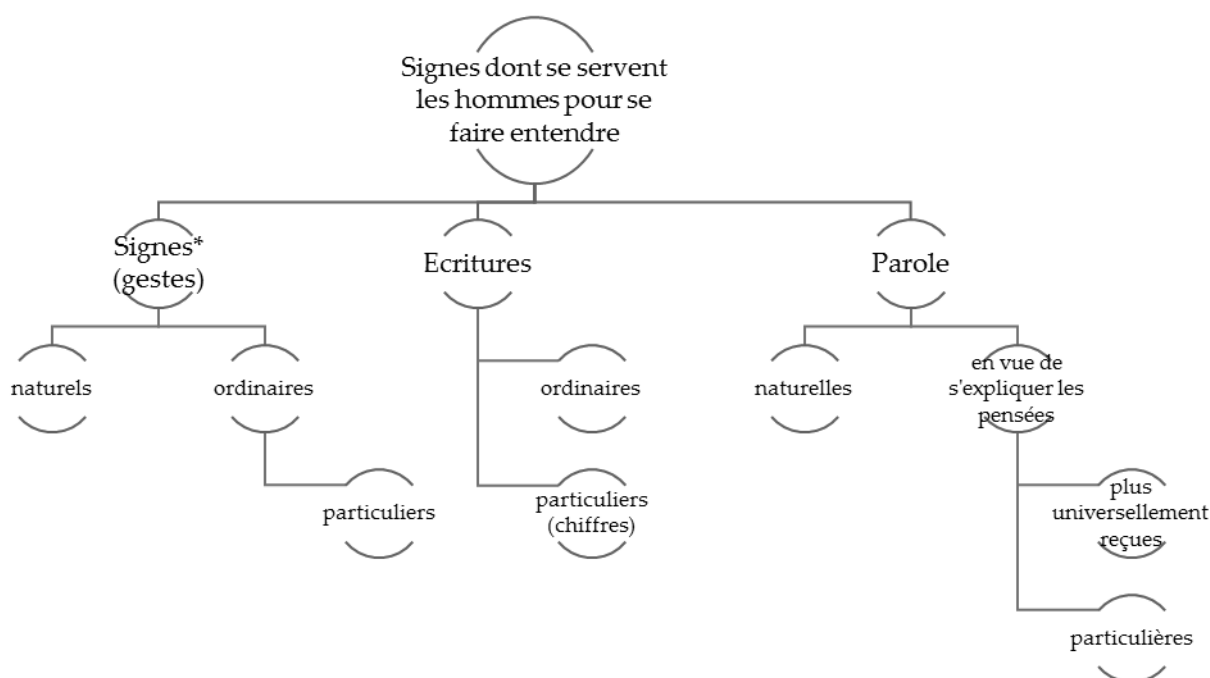 Signes dont se servent
les hommes pour se
faire entendre
Signes*
(gestes)
Ecritures
Parole
naturels
ordinaires
ordinaires
naturelles
en vue de
s'expliquer les
pensées
particuliers
particuliers
(chiffres)
plus
universellement
reçues
particulières